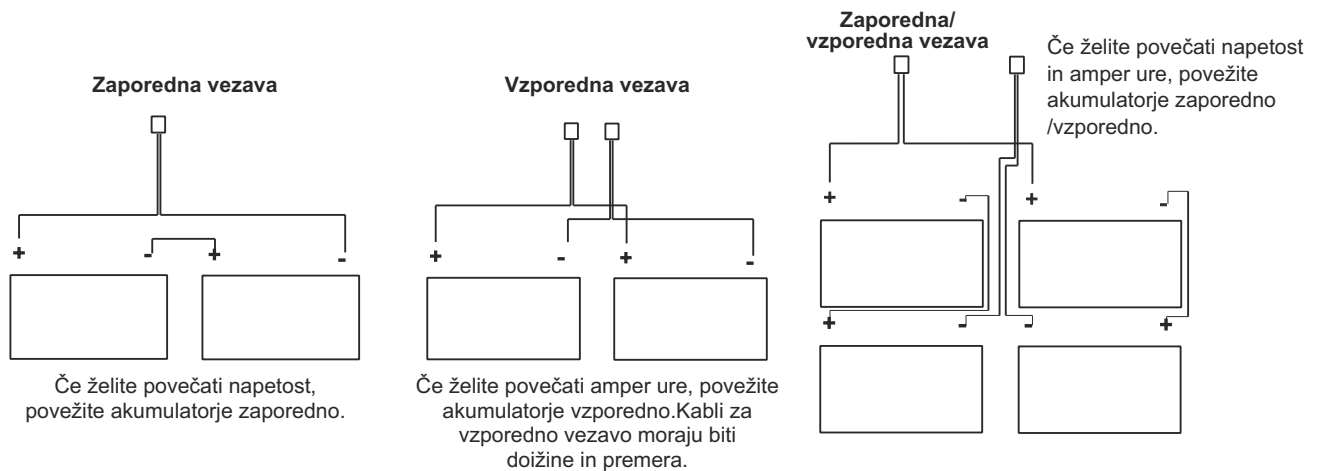 Zaporedna vezava
+
-
+
-
Če želite povečati napetost,
povežite akumulatorje zaporedno.
Vzporedna vezava
+
-
+
-
Če želite povečati amper ure, povežite
akumulatorje vzporedno.Kabli za
vzporedno vezavo moraju biti
doižine in premera.
Zaporedna/
vzporedna vezava
Če želite povečati napetost
in amper ure, povežite
akumulatorje zaporedno
/vzporedno.
+
-
+
-
+
-
-
+